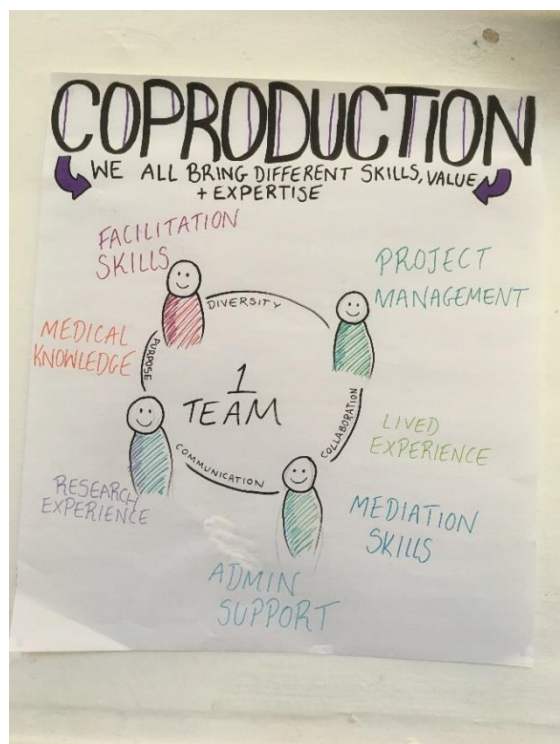 COPRODUCTION
WE ALL BRING DIFFERENT SKILLS, VALUE
+ EXPERTISE
FACILITATION
SKILLS
PROJECT
MANAGEMENT
DIVERSITY
MEDICAL
KNOWLEDGE
PURPOSE
1
TEAM
COLLABORATION
LIVED
EXPERIENCE
COMMUNICATION
RESEARCH
EXPERIENCE
MEDIATION
SKILLS
ADMIN
SUPPORT